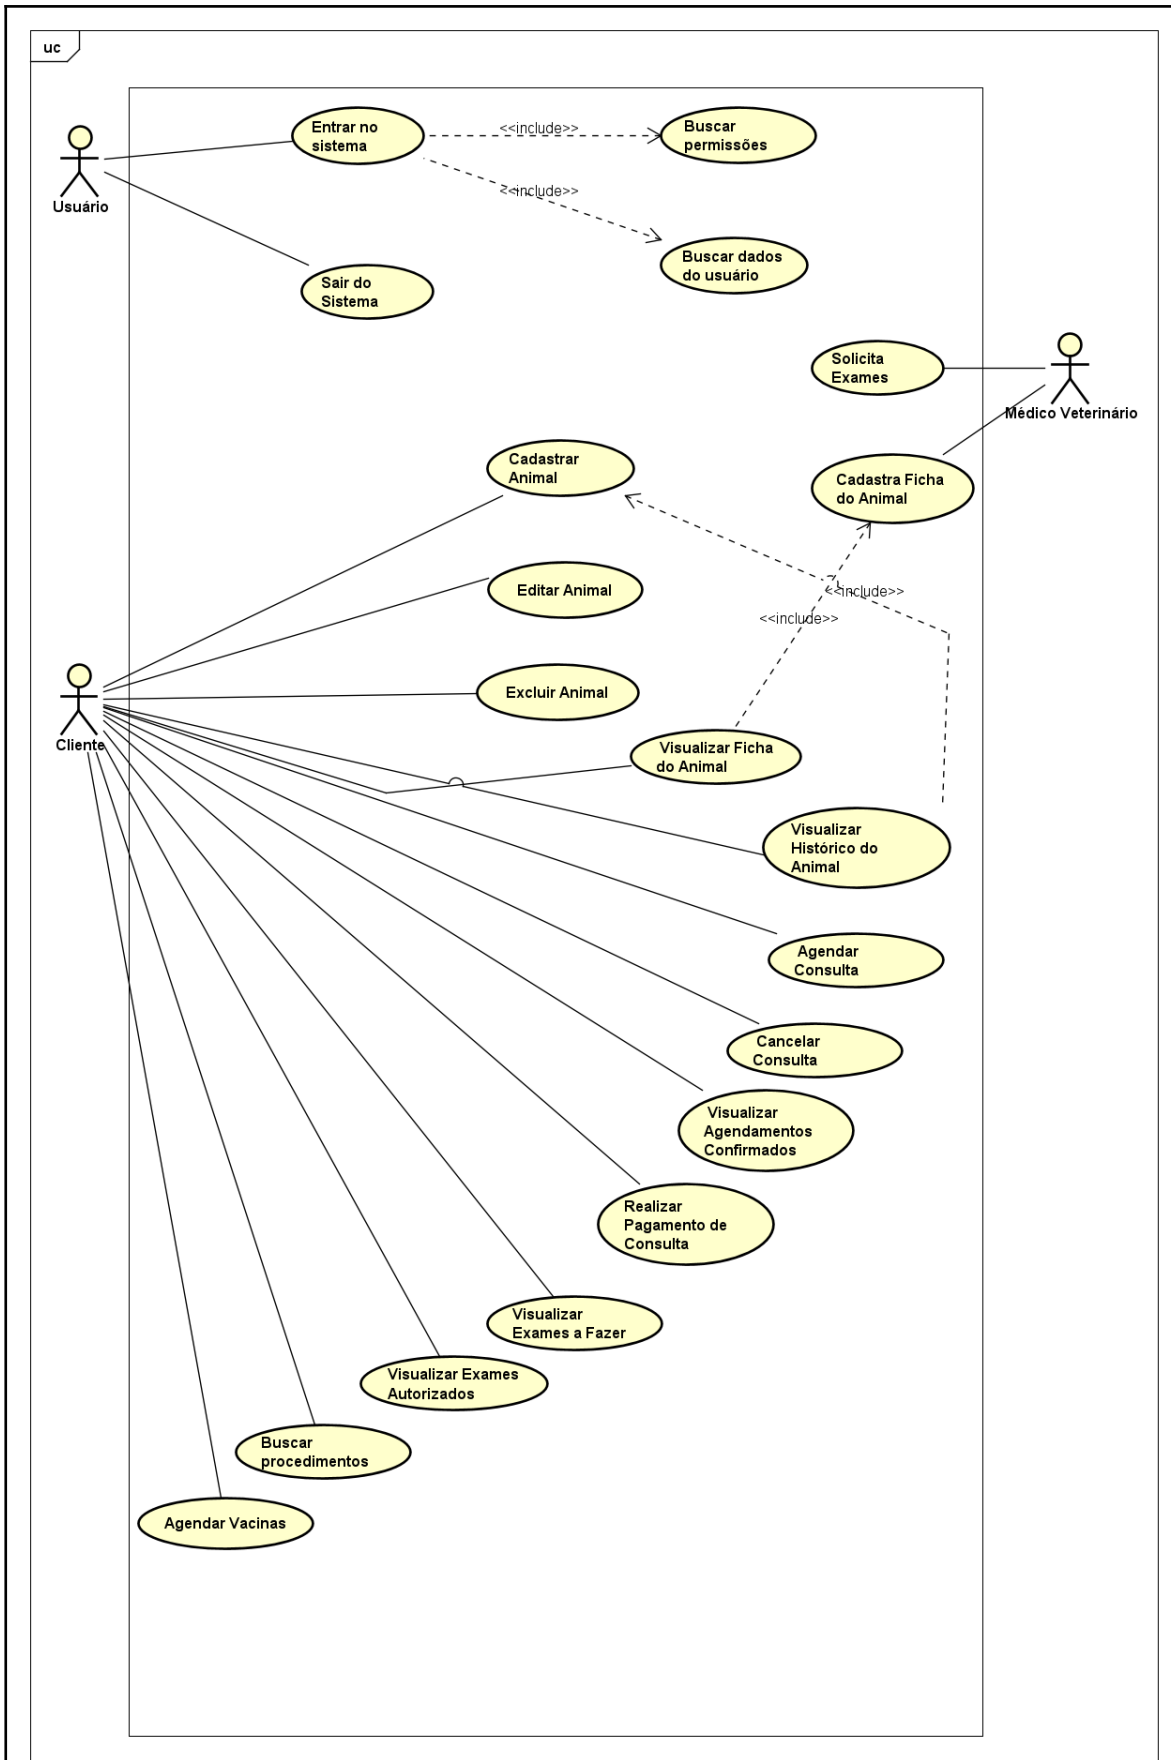 uc
Entrar no
sistema
<<include>>
Buscar
permissões
Usuário
<<include>>
Buscar dados
do usuário
Sair do
Sistema
Solicita
Exames
Médico Veterinário
Cadastrar
Animal
Cadastra Ficha
do Animal
Editar Animal
<<include>>
<<include>>
Excluir Animal
Cliente
Visualizar Ficha
do Animal
Visualizar
Histórico do
Animal
Agendar
Consulta
Cancelar
Consulta
Visualizar
Agendamentos
Confirmados
Realizar
Pagamento de
Consulta
Visualizar
Exames a Fazer
Visualizar Exames
Autorizados
Buscar
procedimentos
Agendar Vacinas